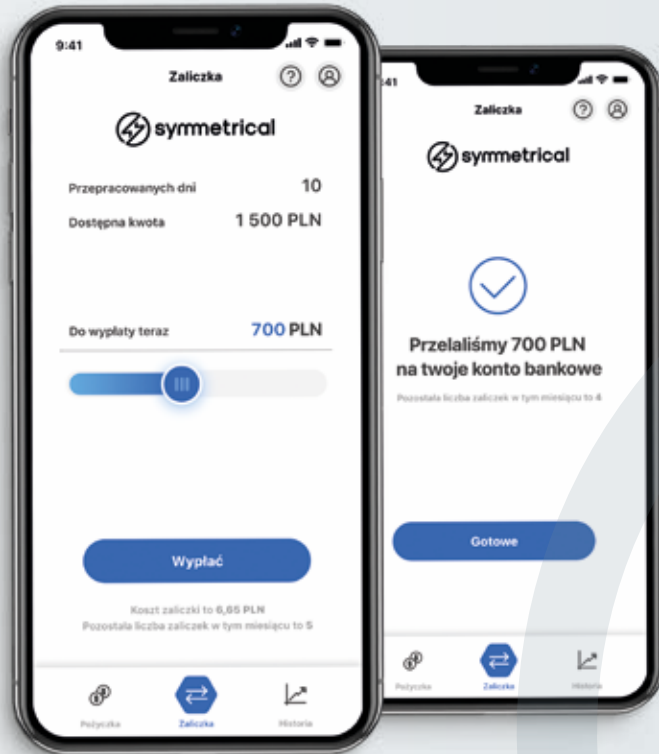 9:41
Zaliczka
symmetrical
Przepracowanych dni 10
Dostępna kwota 1 500 PLN
Do wypłaty teraz 700 PLN
Wypłać
Koszt zaliczki to 6,65 PLN
Pozostała liczba zaliczek w tym miesiącu to 5
Pożyczka Zaliczka Historia
:41
Zaliczka
symmetrical
Przelaliśmy 700 PLN
na twoje konto bankowe
Pozostała liczba zaliczek w tym miesiącu to 4
Gotowe
Pożyczka Zaliczka Historia